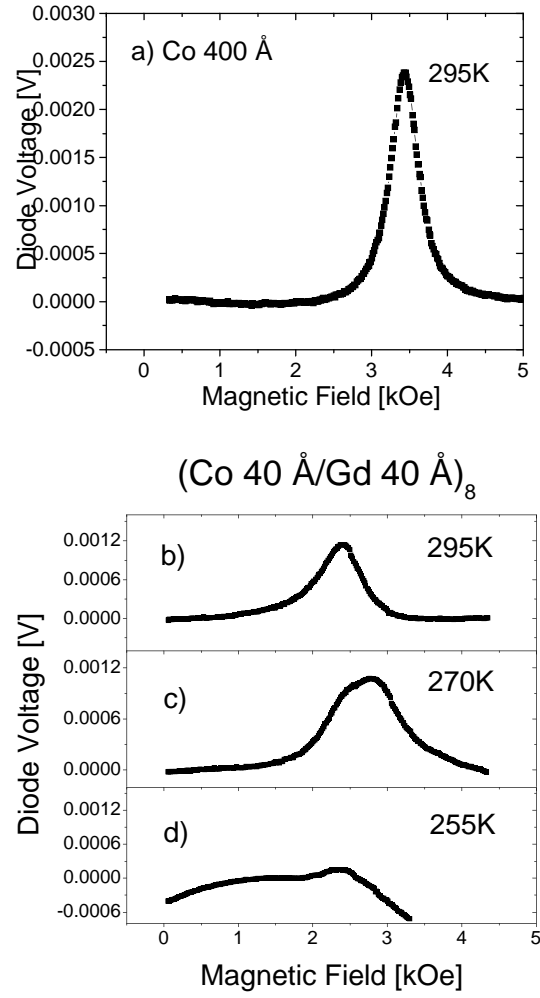 a) Co 400 Å
295K
Diode Voltage [V]
0.0030
0.0025
0.0020
0.0015
0.0010
0.0005
0.0000
-0.0005
0 1 2 3 4 5
Magnetic Field [kOe]
(Co 40 Å/Gd 40 Å)8
b)
295K
0.0012
0.0006
0.0000
c)
270K
0.0012
0.0006
0.0000
d)
255K
0.0012
0.0006
0.0000
-0.0006
Diode Voltage [V]
0 1 2 3 4 5
Magnetic Field [kOe]